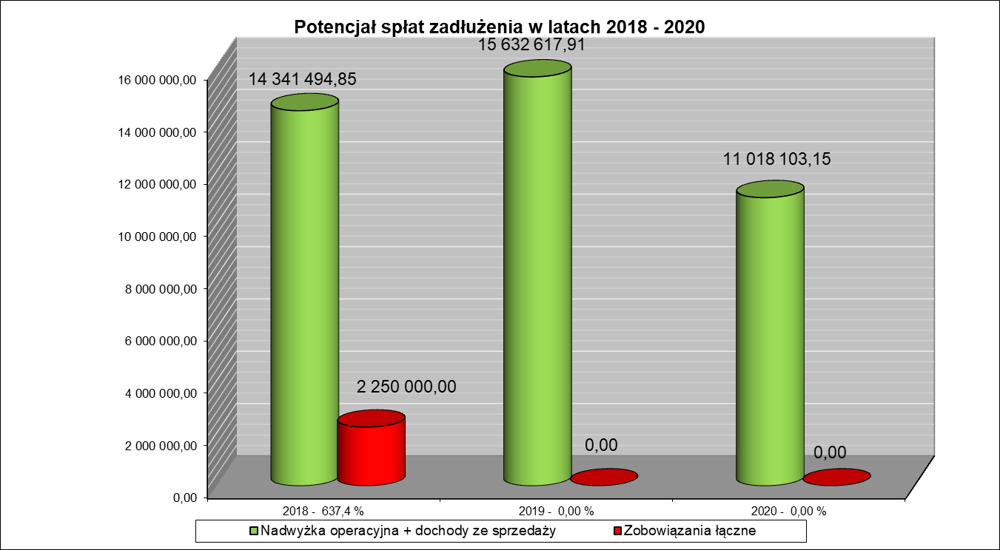 Potencjał spłat zadłużenia w latach 2018 - 2020
15 632 617,91
14 341 494,85
11 018 103,15
2 250 000,00
0,00
0,00
16 000 000,00
14 000 000,00
12 000 000,00
10 000 000,00
8 000 000,00
6 000 000,00
4 000 000,00
2 000 000,00
0,00
2018 - 637,4 %
2019 - 0,00 %
2020 - 0,00 %
Nadwyżka operacyjna + dochody ze sprzedaży
Zobowiązania łączne